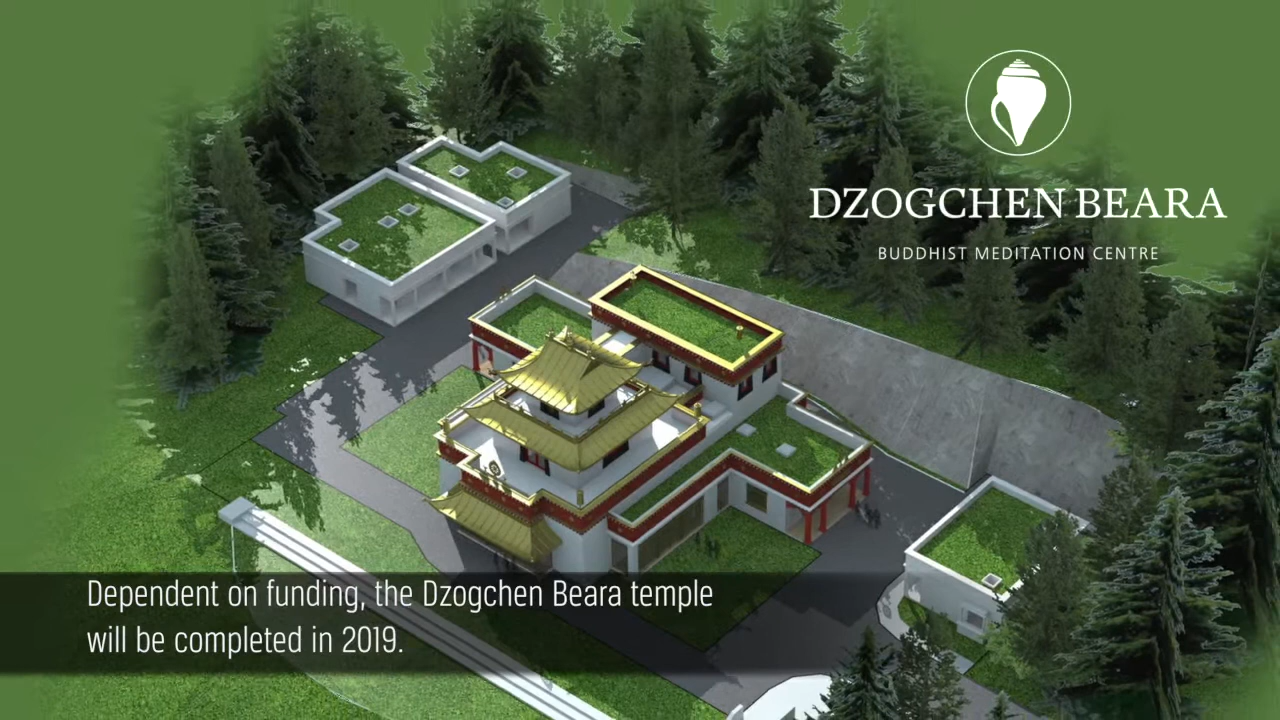 DZOGCHEN BEARA
BUDDHIST MEDITATION CENTRE
Dependent on funding, the Dzogchen Beara temple
will be completed in 2019.